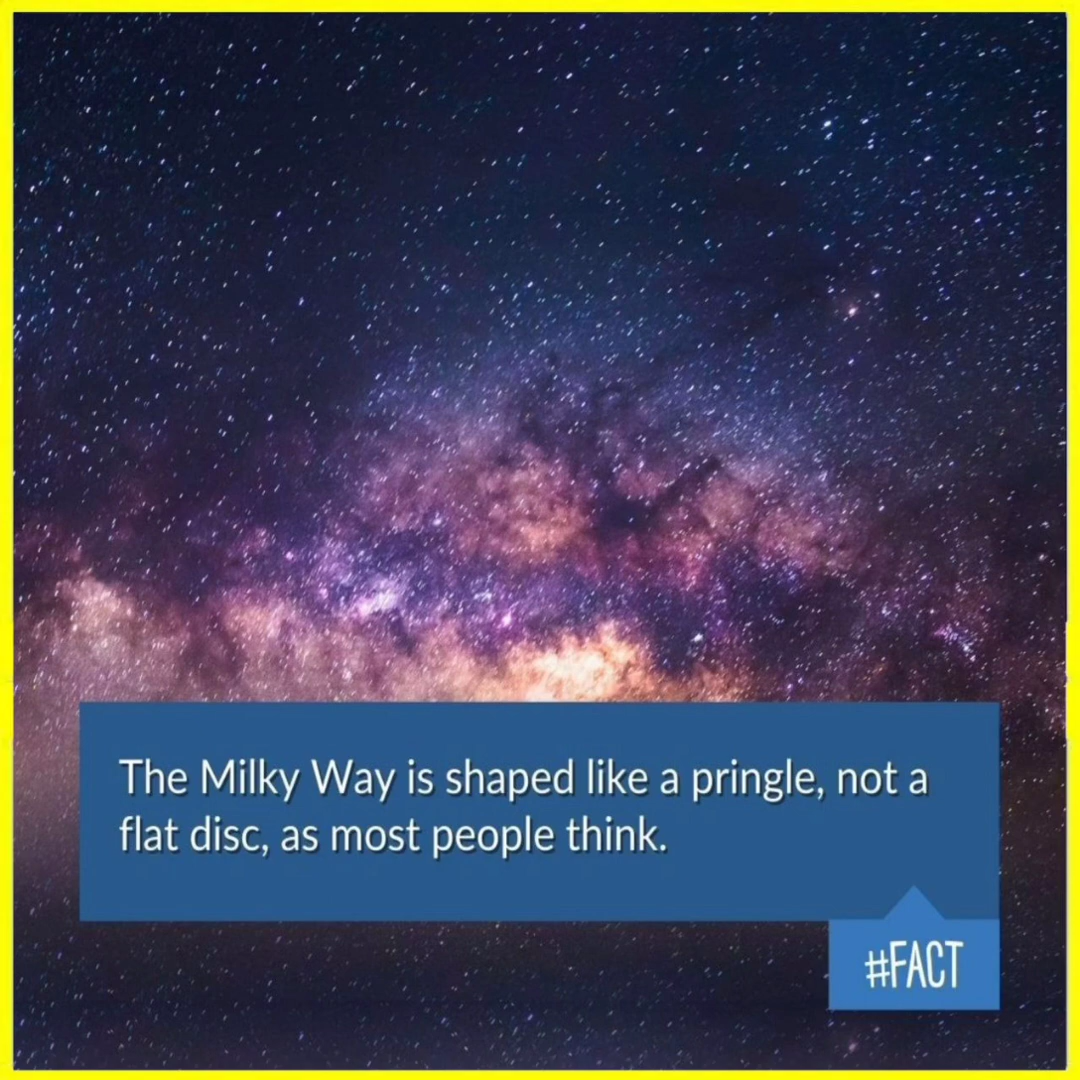 The Milky Way is shaped like a pringle, not a
flat disc, as most people think.
#FACT